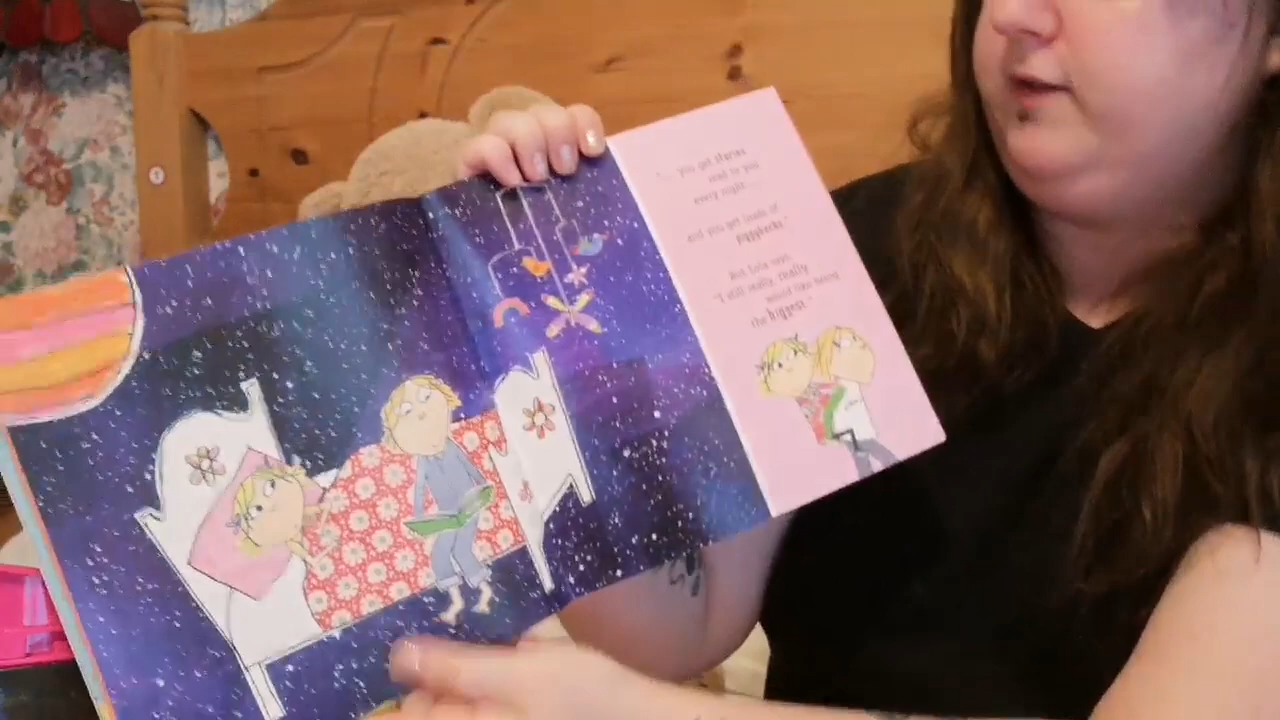 "... you get stories
read to you
every night ...
and you get loads of
piggybacks."
But Lola says,
"I still really, really
would like being
the biggest."